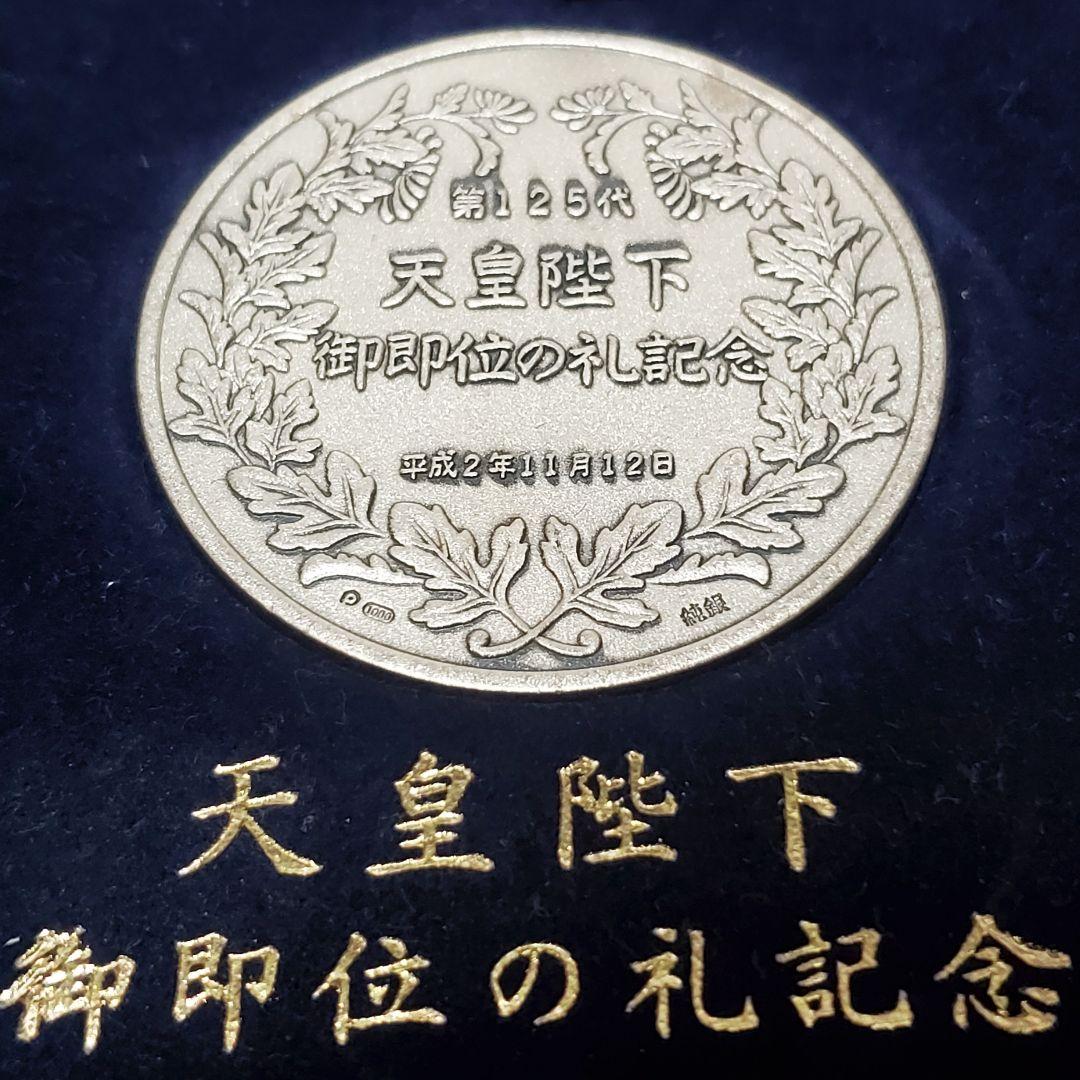 第125代
天皇陛下
御即位の礼記念
平成2年11月12日
P 1000
純銀
天皇陛下
御即位の礼記念